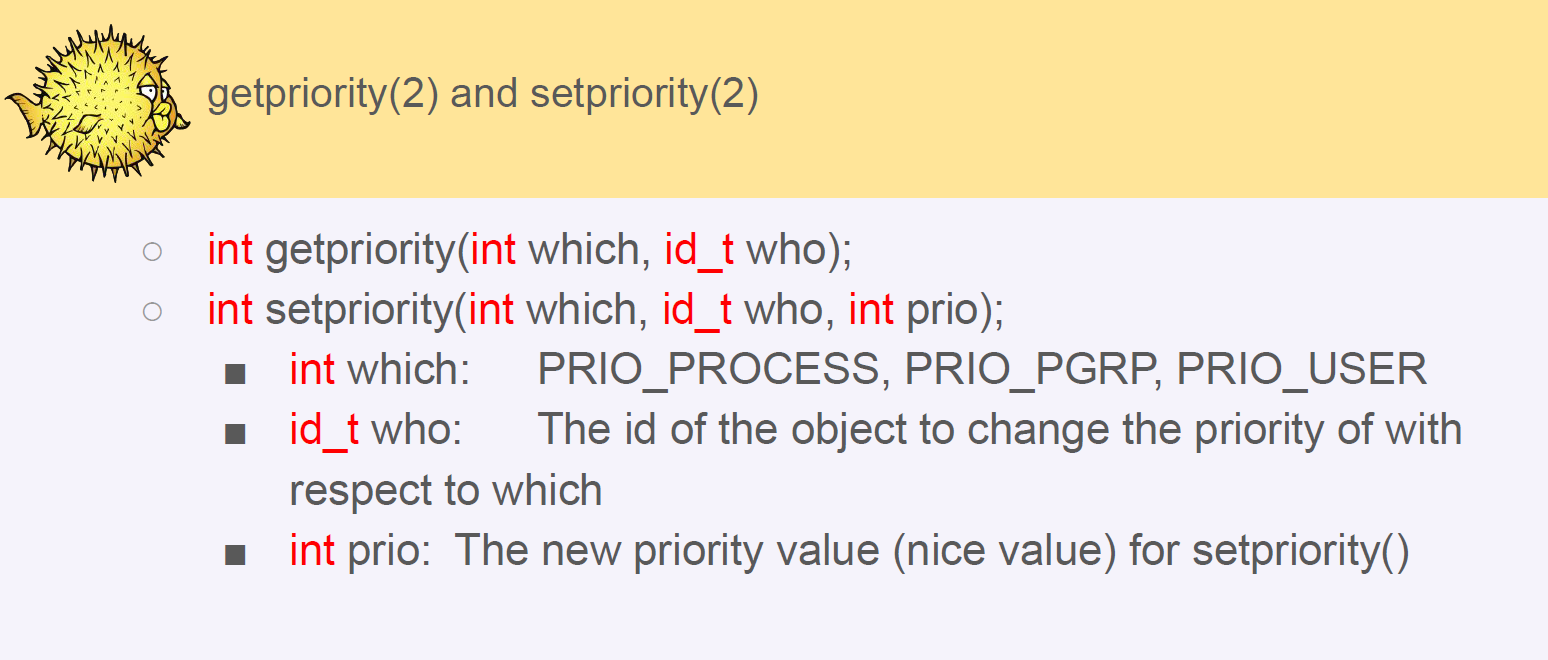 getpriority(2) and setpriority(2)
int getpriority(int which, id_t who);
int setpriority(int which, id_t who, int prio);
int which: PRIO_PROCESS, PRIO_PGRP, PRIO_USER
id_t who: The id of the object to change the priority of with
respect to which
int prio: The new priority value (nice value) for setpriority()